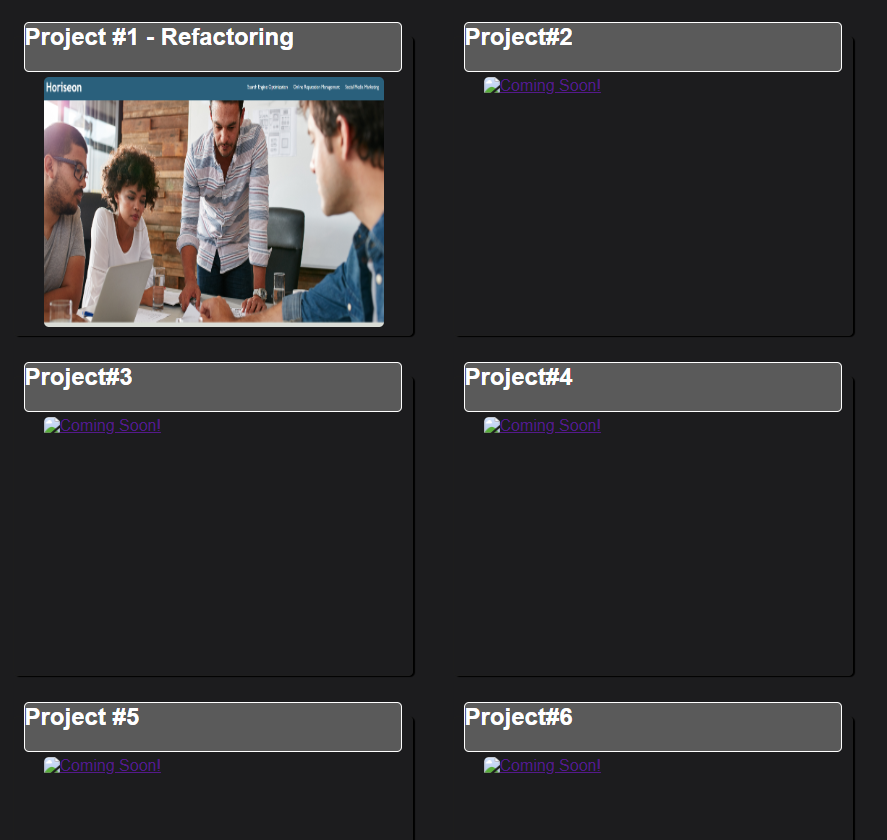 Project #1 - Refactoring
Project#2
Horiseon
Search Engine Optimization Online Reputation Management Social Media Marketing
Coming Soon!
Project#3
Project#4
Coming Soon!
Coming Soon!
Project #5
Project#6
Coming Soon!
Coming Soon!